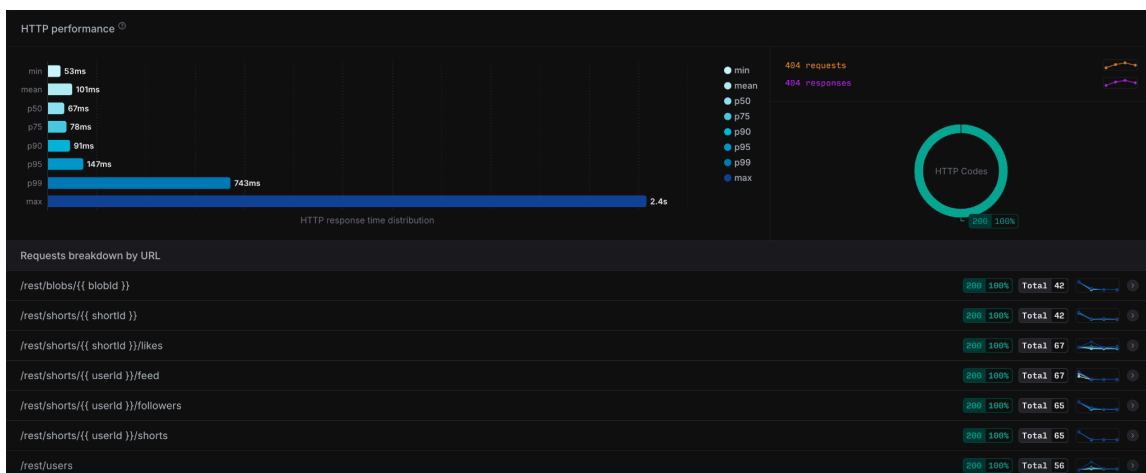 HTTP performance ?
min 53ms
mean 101ms
p50 67ms
p75 78ms
p90 91ms
p95 147ms
p99 743ms
max 2.4s
HTTP response time distribution
min
mean
p50
p75
p90
p95
p99
max
404 requests
404 responses
HTTP Codes
200 100%
Requests breakdown by URL
/rest/blobs/{{ blobId }} 200 100% Total 42
/rest/shorts/{{ shortId }} 200 100% Total 42
/rest/shorts/{{ shortId }}/likes 200 100% Total 67
/rest/shorts/{{ userId }}/feed 200 100% Total 67
/rest/shorts/{{ userId }}/followers 200 100% Total 65
/rest/shorts/{{ userId }}/shorts 200 100% Total 65
/rest/users 200 100% Total 56